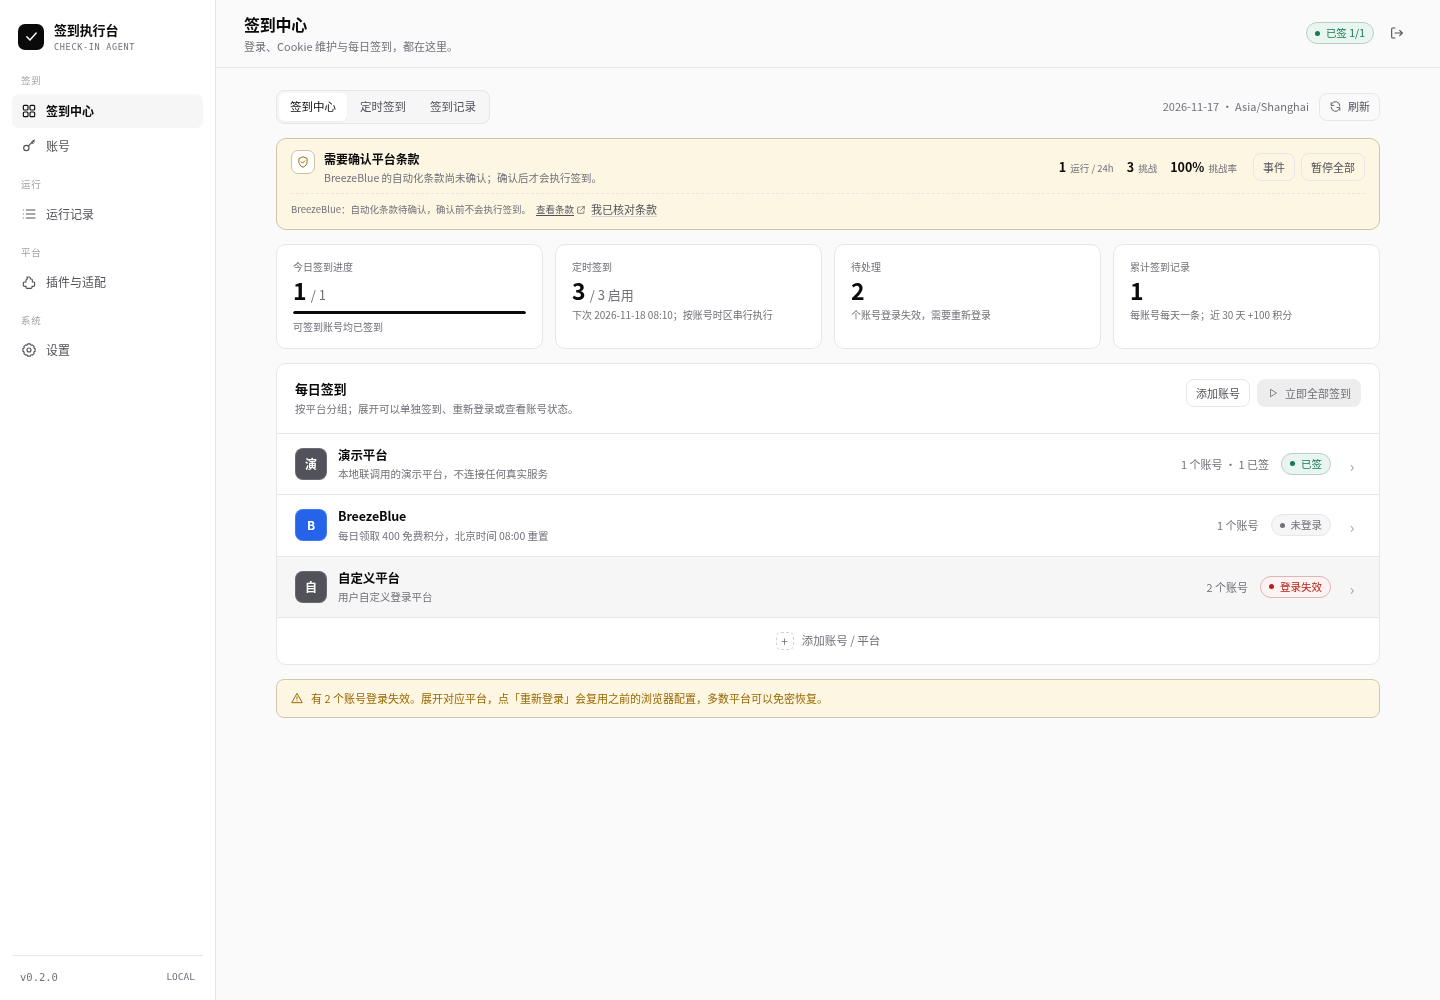 签到执行台
CHECK-IN AGENT
签到
签到中心
账号
运行
运行记录
平台
插件与适配
系统
设置
v0.2.0
LOCAL
签到中心
登录、Cookie 维护与每日签到，都在这里。
已签 1/1
签到中心
定时签到
签到记录
2026-11-17 · Asia/Shanghai
刷新
需要确认平台条款
BreezeBlue 的自动化条款尚未确认；确认后才会执行签到。
1 运行 / 24h 3 挑战 100% 挑战率
事件
暂停全部
BreezeBlue：自动化条款待确认，确认前不会执行签到。 查看条款 我已核对条款
今日签到进度
1 / 1
可签到账号均已签到
定时签到
3 / 3 启用
下次 2026-11-18 08:10；按账号时区串行执行
待处理
2
个账号登录失效，需要重新登录
累计签到记录
1
每账号每天一条；近 30 天 +100 积分
每日签到
按平台分组；展开可以单独签到、重新登录或查看账号状态。
添加账号
立即全部签到
演
演示平台
本地联调用的演示平台，不连接任何真实服务
1 个账号 · 1 已签
已签
B
BreezeBlue
每日领取 400 免费积分，北京时间 08:00 重置
1 个账号
未登录
自
自定义平台
用户自定义登录平台
2 个账号
登录失效
添加账号 / 平台
有 2 个账号登录失效。展开对应平台，点「重新登录」会复用之前的浏览器配置，多数平台可以免密恢复。